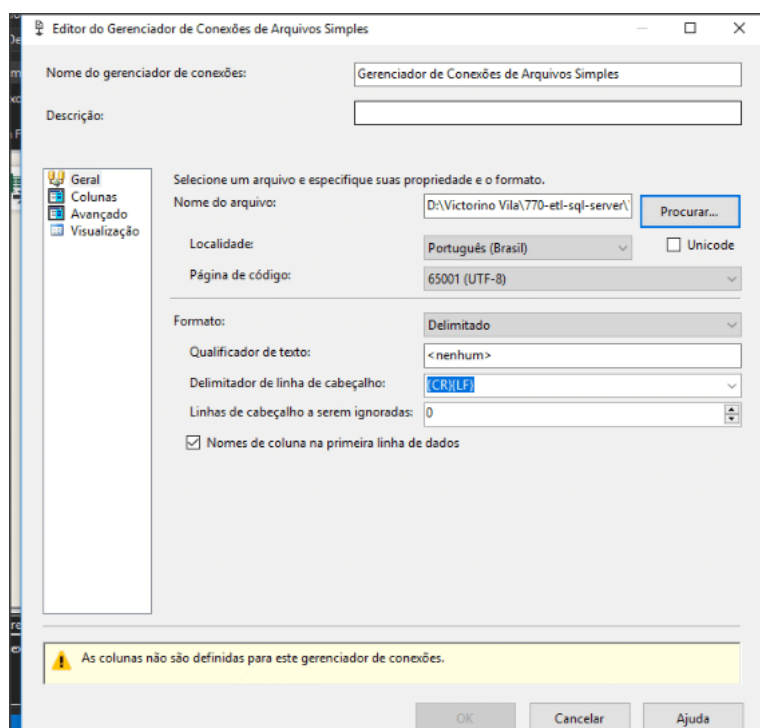 Editor do Gerenciador de Conexões de Arquivos Simples
Nome do gerenciador de conexões: Gerenciador de Conexões de Arquivos Simples
Descrição:
Geral
Colunas
Avançado
Visualização
Selecione um arquivo e especifique suas propriedade e o formato.
Nome do arquivo: D:\Victorino Vila\770-etl-sql-server\ Procurar...
Localidade: Português (Brasil) Unicode
Página de código: 65001 (UTF-8)
Formato: Delimitado
Qualificador de texto: <nenhum>
Delimitador de linha de cabeçalho: {CR}{LF}
Linhas de cabeçalho a serem ignoradas: 0
Nomes de coluna na primeira linha de dados
As colunas não são definidas para este gerenciador de conexões.
OK Cancelar Ajuda